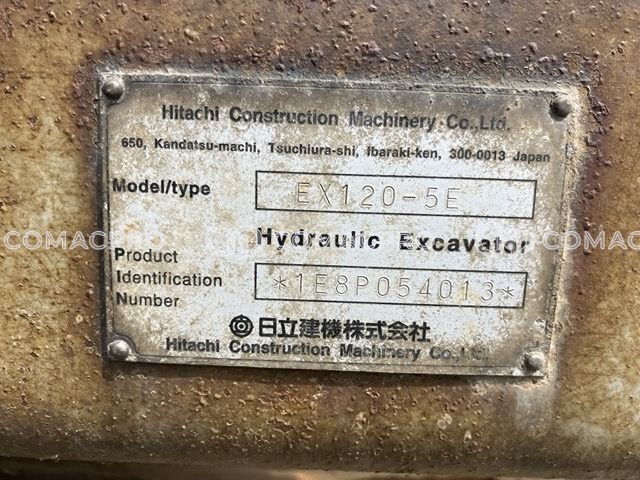 Hitachi Construction Machinery Co.,Ltd.
650, Kandatsu-machi, Tsuchiura-shi, Ibaraki-ken, 300-0013 Japan
Model/type EX120-5E
Hydraulic Excavator
Product
Identification
Number *1E8P054013*
日立建機株式会社
Hitachi Construction Machinery Co.,Ltd.